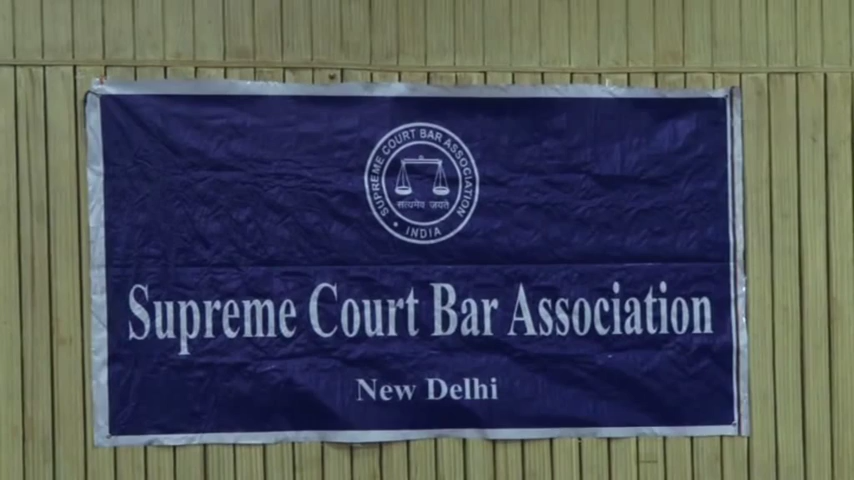 SUPREME COURT BAR ASSOCIATION
सत्यमेव जयते
INDIA
Supreme Court Bar Association
New Delhi